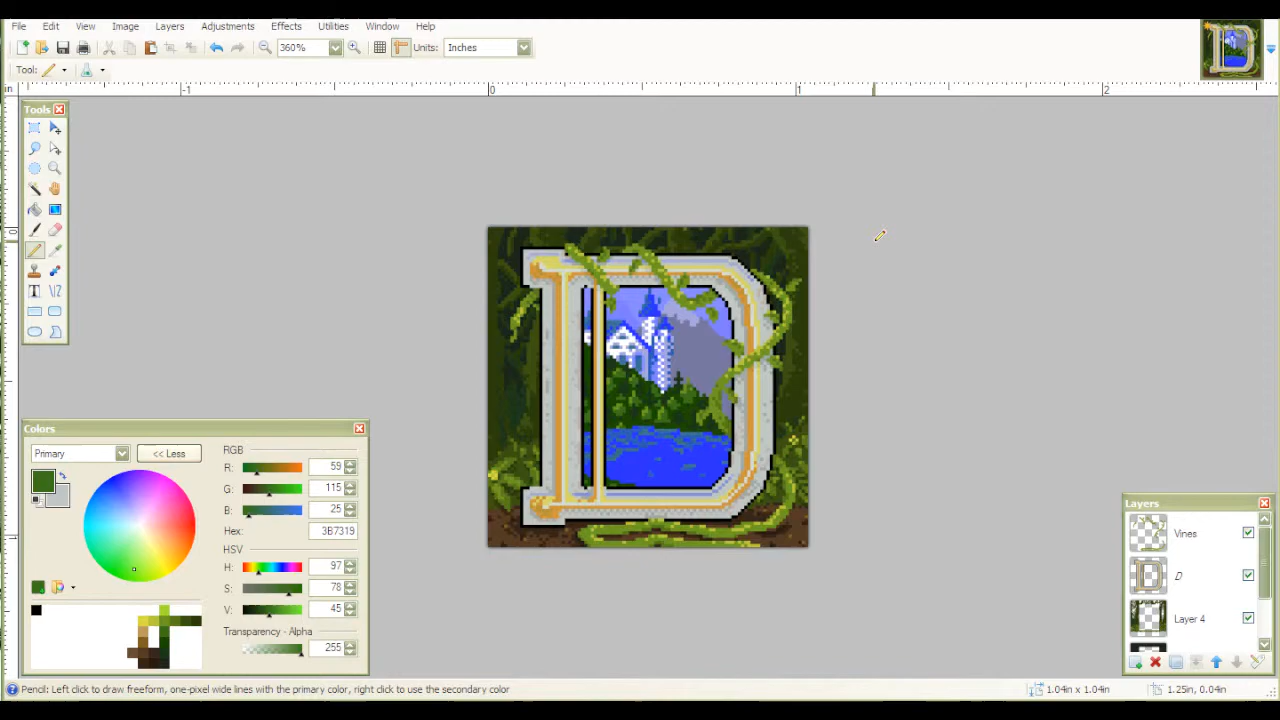 File Edit View Image Layers Adjustments Effects Utilities Window Help
360% Units: Inches
Tool:
in -1 0 1 2
Tools
0
1
D
Colors
Primary << Less
RGB
R: 59
G: 115
B: 25
Hex: 3B7319
HSV
H: 97
S: 78
V: 45
Transparency - Alpha
255
Layers
Vines
D
Layer 4
Pencil: Left click to draw freeform, one-pixel wide lines with the primary color, right click to use the secondary color 1.04in x 1.04in 1.25in, 0.04in